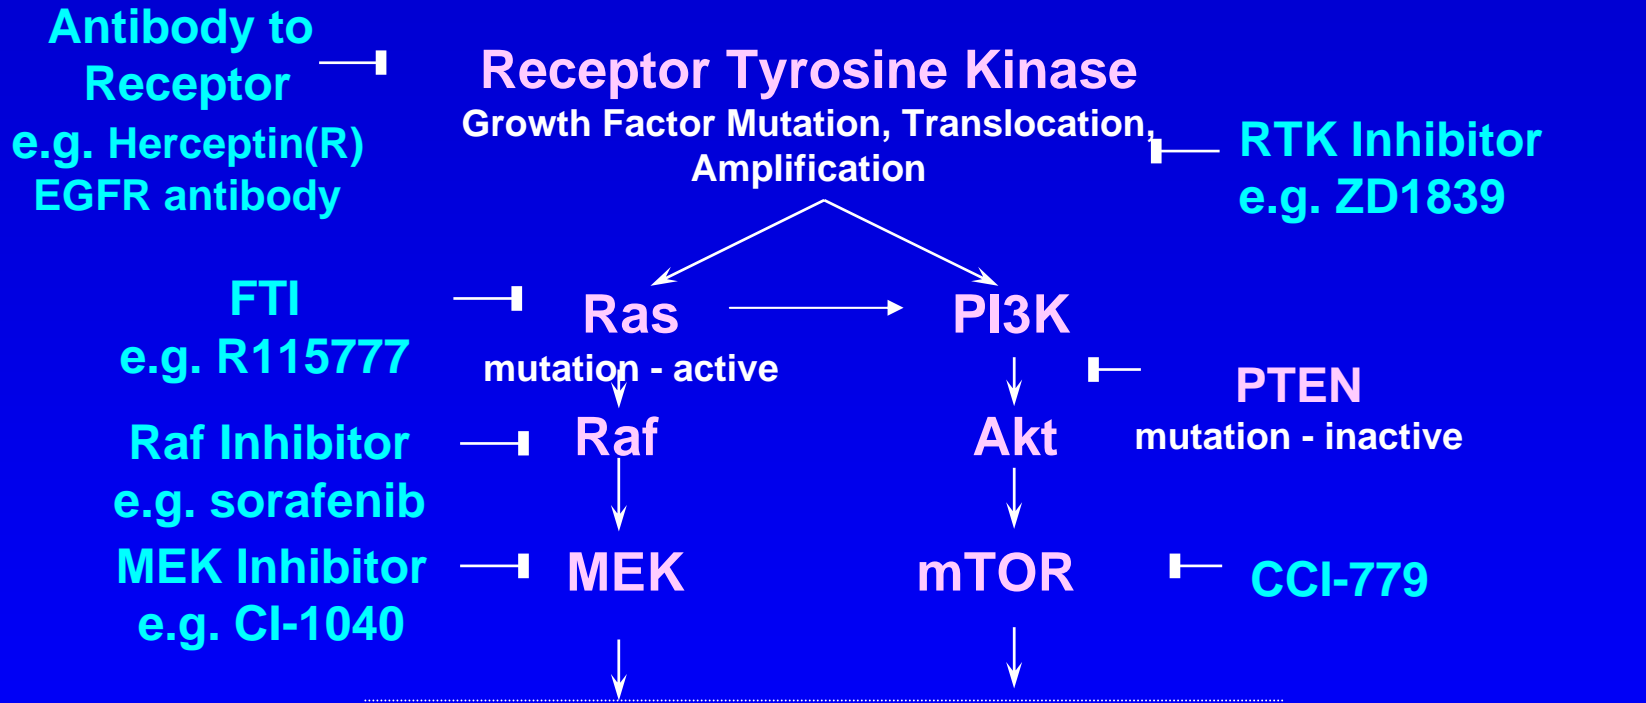 Antibody to
Receptor
e.g. Herceptin(R)
EGFR antibody
Receptor Tyrosine Kinase
Growth Factor Mutation, Translocation,
Amplification
RTK Inhibitor
e.g. ZD1839
FTI
e.g. R115777
Ras
mutation - active
PI3K
PTEN
mutation - inactive
Raf Inhibitor
e.g. sorafenib
Raf
Akt
MEK Inhibitor
e.g. CI-1040
MEK
mTOR
CCI-779